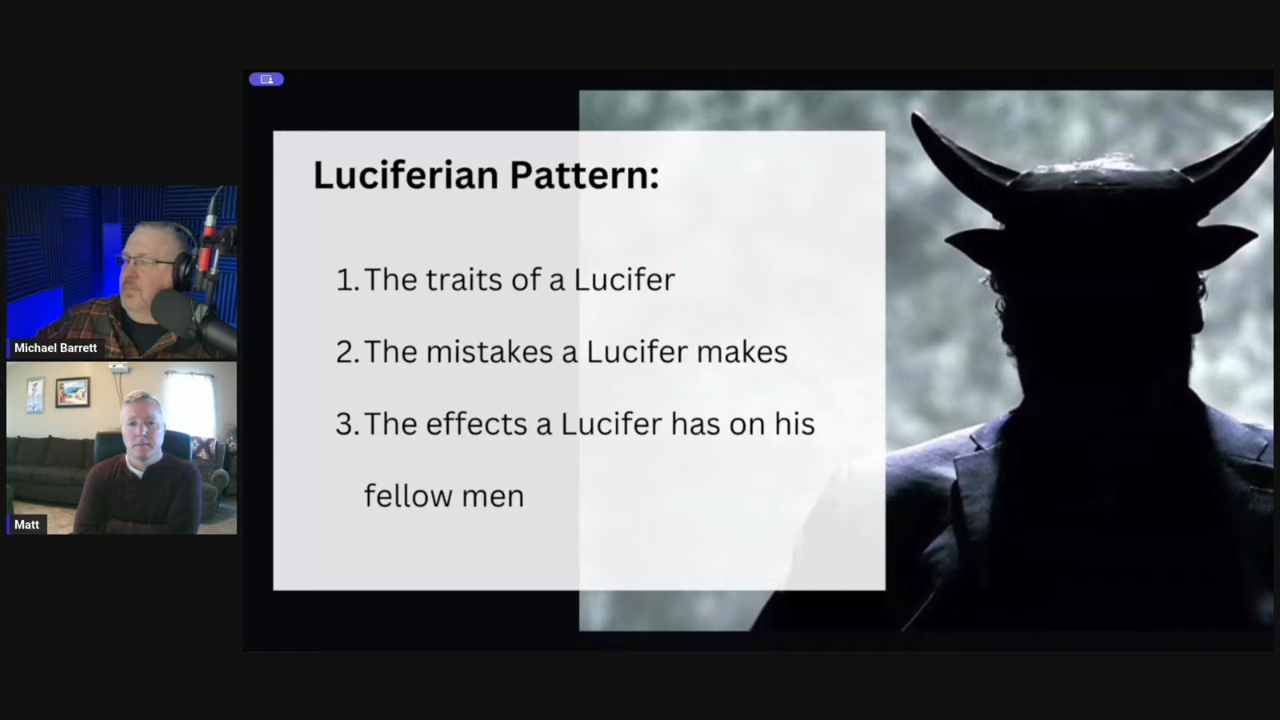 Luciferian Pattern:
1. The traits of a Lucifer
2. The mistakes a Lucifer makes
3. The effects a Lucifer has on his
fellow men
Michael Barrett
Matt